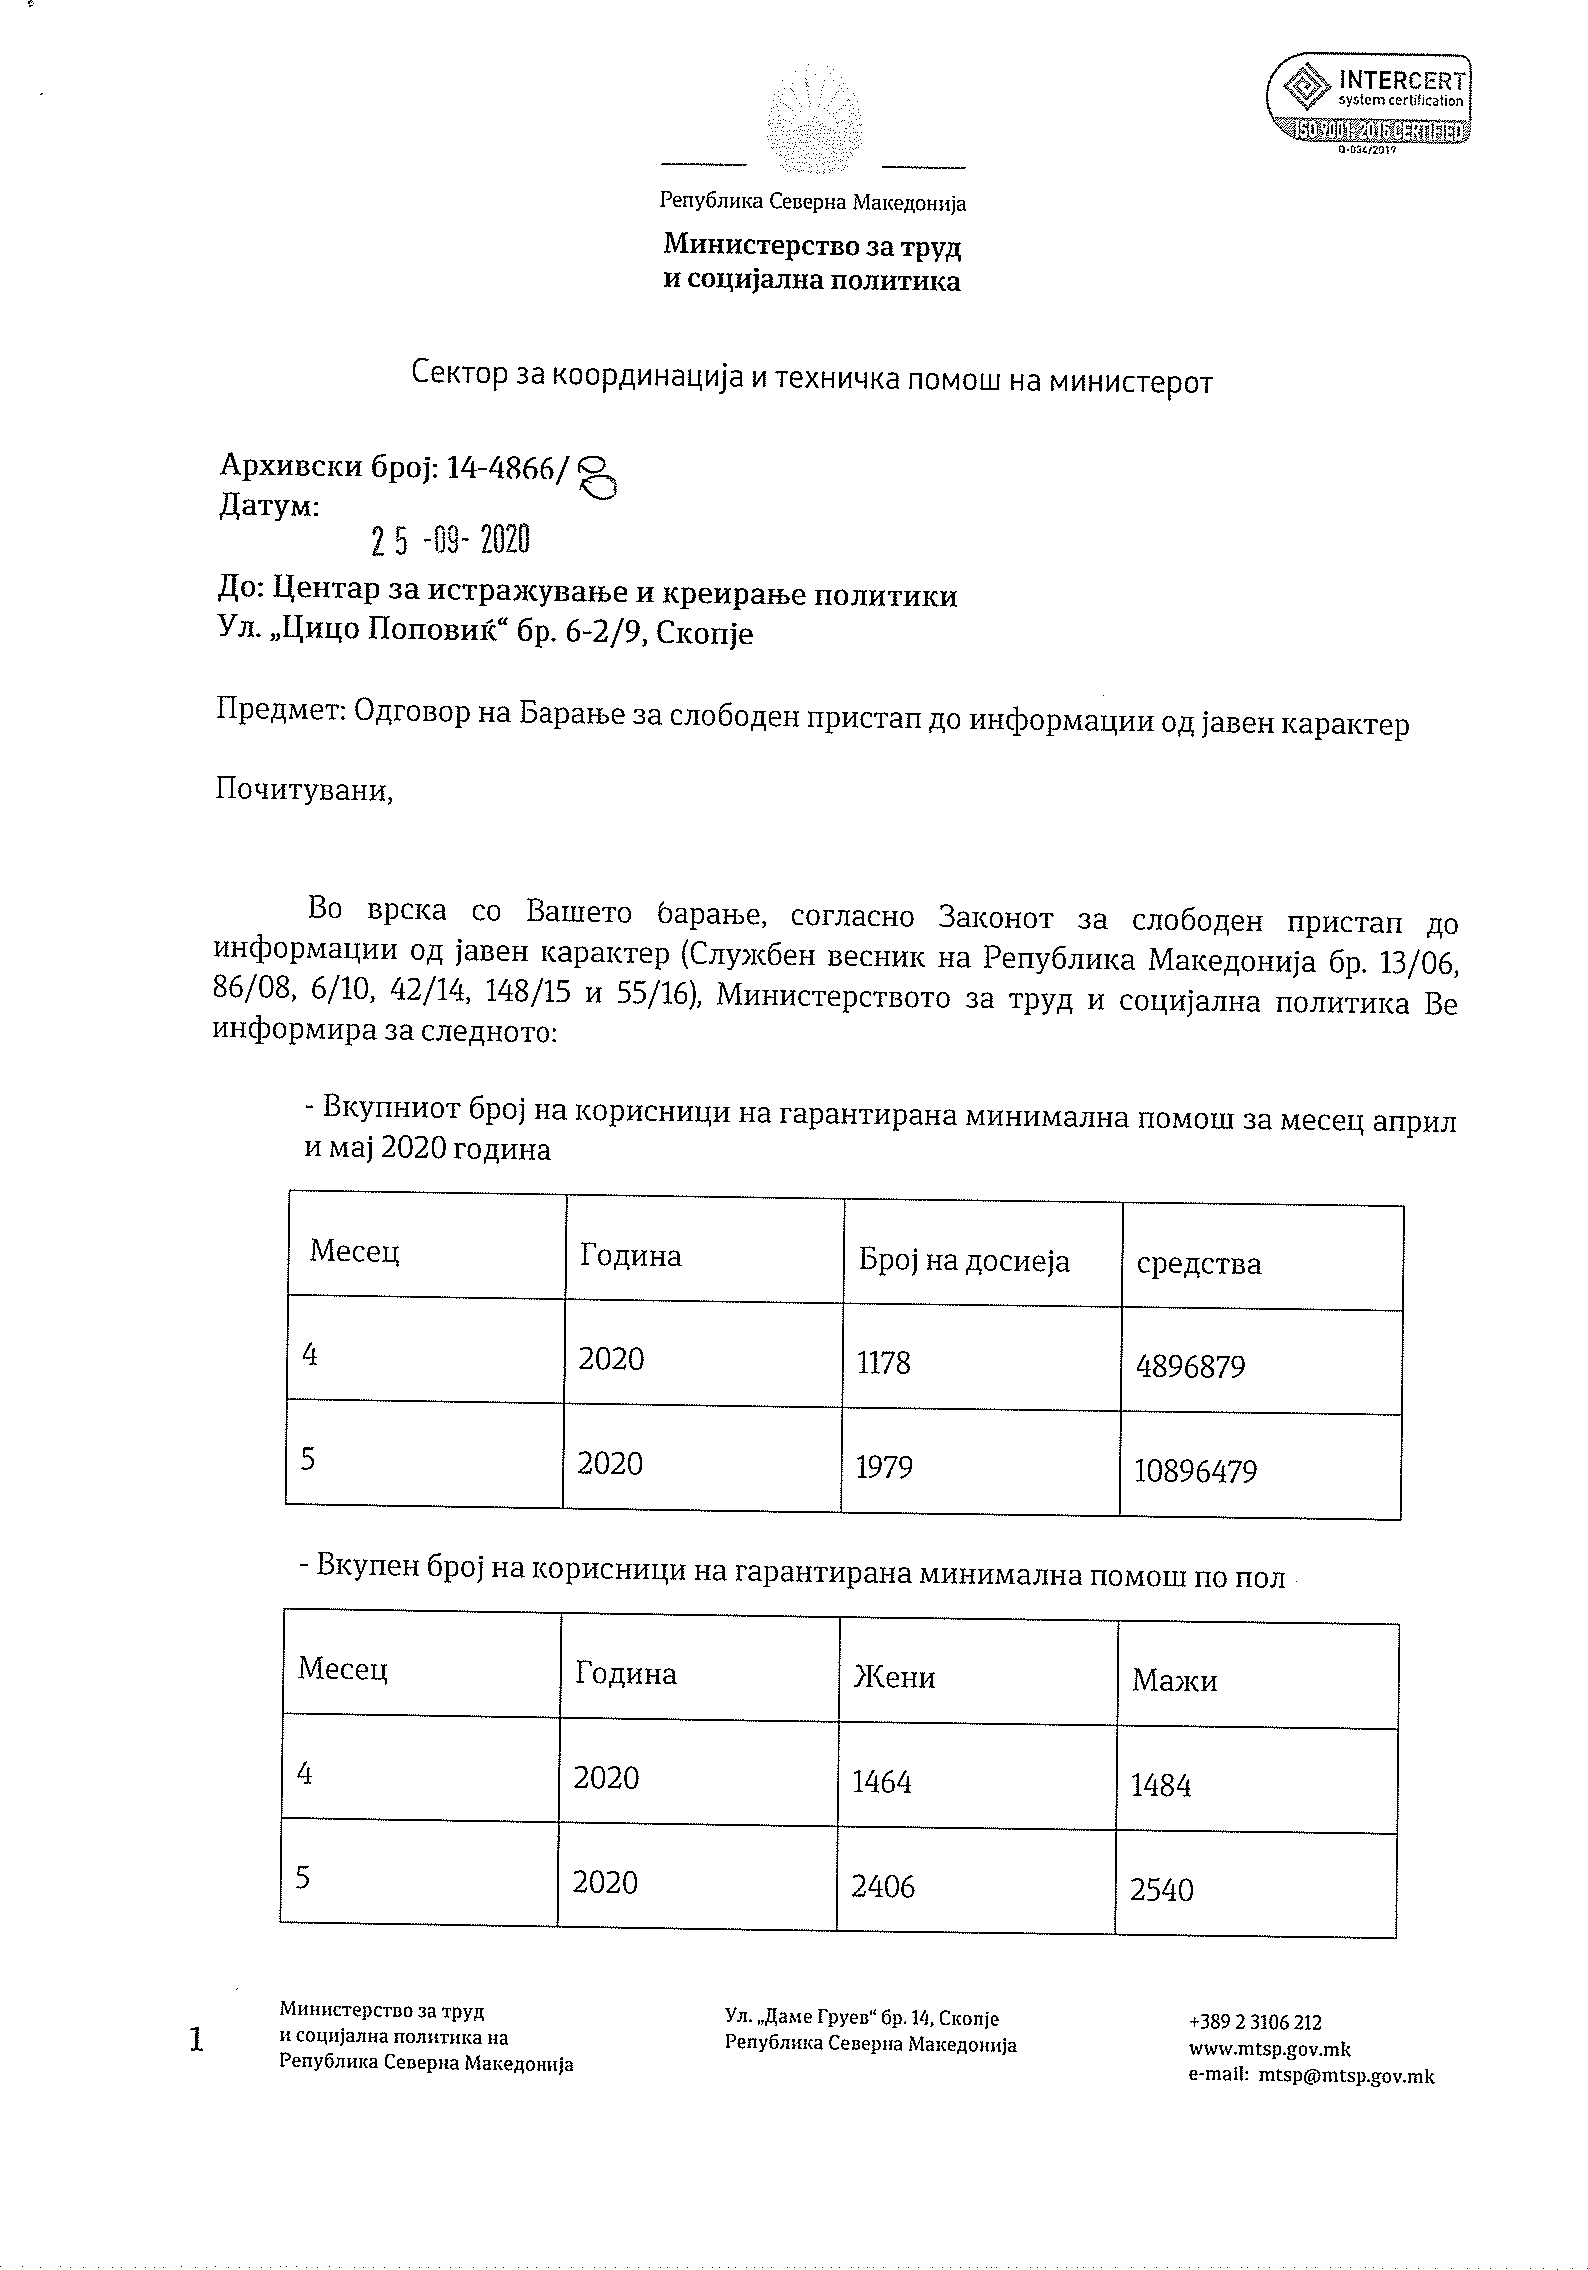 INTERCERT
system certification
ISO 9001: 2015 CERTIFIED
Q-034/2019
Република Северна Македонија
Министерство за труд
и социјална политика
Сектор за координација и техничка помош на министерот
Архивски број: 14-4866/8
Датум:
25 -09- 2020
До: Центар за истражување и креирање политики
Ул. „Цицо Поповиќ“ бр. 6-2/9, Скопје
Предмет: Одговор на Барање за слободен пристап до информации од јавен карактер
Почитувани,
Во врска со Вашето барање, согласно Законот за слободен пристап до
информации од јавен карактер (Службен весник на Република Македонија бр. 13/06,
86/08, 6/10, 42/14, 148/15 и 55/16), Министерството за труд и социјална политика Ве
информира за следното:
- Вкупниот број на корисници на гарантирана минимална помош за месец април
и мај 2020 година
Месец Година Број на досиеја средства
4 2020 1178 4896879
5 2020 1979 10896479
- Вкупен број на корисници на гарантирана минимална помош по пол
Месец Година Жени Мажи
4 2020 1464 1484
5 2020 2406 2540
1
Министерство за труд
и социјална политика на
Република Северна Македонија
Ул. „Даме Груев“ бр. 14, Скопје
Република Северна Македонија
+389 2 3106 212
www.mtsp.gov.mk
e-mail: mtsp@mtsp.gov.mk